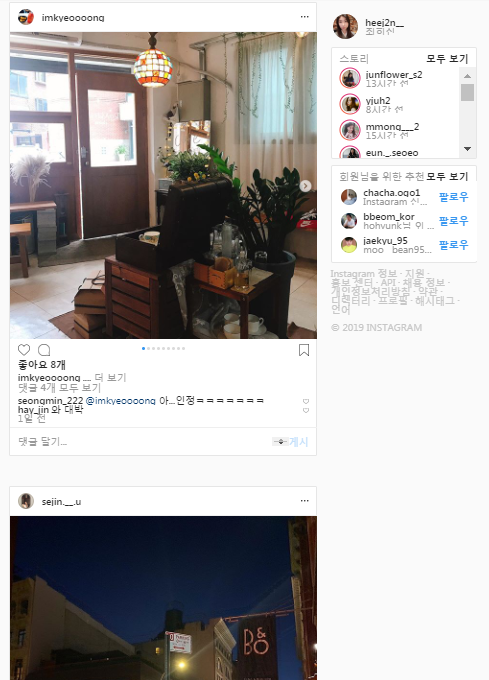 imkyeoooong
좋아요 8개
imkyeoooong ... 더 보기
댓글 4개 모두 보기
seongmin_222 @imkyeoooong 아...인정ㅋㅋㅋㅋㅋㅋㅋ
hay_jin 와 대박
1일 전
댓글 달기...
게시
sejin.__.u
B&
BO
heej2n__
최희진
스토리 모두 보기
junflower_s2
13시간 전
yjuh2
8시간 전
mmong___2
15시간 전
eun._.seoeo
회원님을 위한 추천 모두 보기
chacha.ogo1 팔로우
Instagram 신...
bbeom_kor 팔로우
hohyunk님 외 ...
jaekyu_95 팔로우
moo__bean95...
Instagram 정보 · 지원 ·
홍보 센터 · API · 채용 정보 ·
개인정보처리방침 · 약관 ·
디렉터리 · 프로필 · 해시태그 ·
언어
© 2019 INSTAGRAM